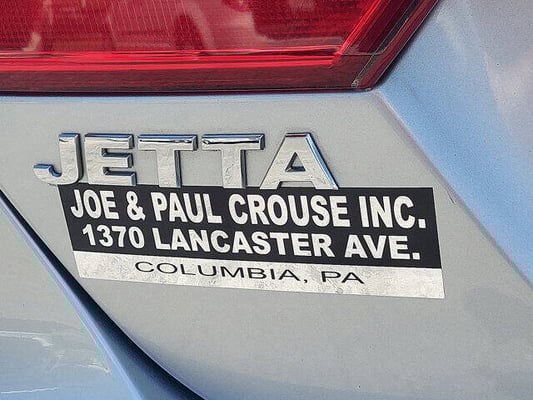 JETTA
JOE & PAUL CROUSE INC.
1370 LANCASTER AVE.
COLUMBIA, PA